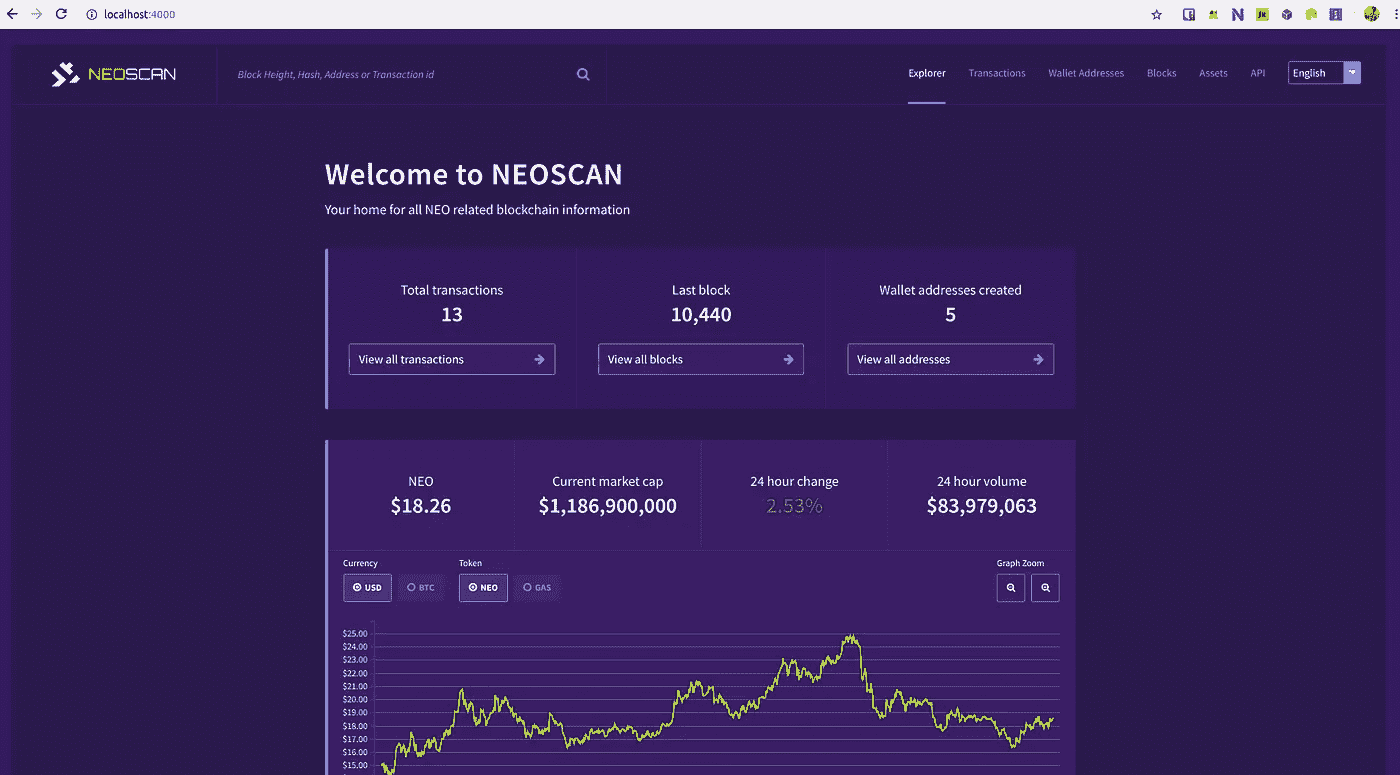 localhost:4000
NEOSCAN
Block Height, Hash, Address or Transaction id
Explorer
Transactions
Wallet Addresses
Blocks
Assets
API
English
Welcome to NEOSCAN
Your home for all NEO related blockchain information
Total transactions
13
View all transactions
Last block
10,440
View all blocks
Wallet addresses created
5
View all addresses
NEO
$18.26
Current market cap
$1,186,900,000
24 hour change
2.53%
24 hour volume
$83,979,063
Currency
USD
BTC
Token
NEO
GAS
Graph Zoom
$25.00
$24.00
$23.00
$22.00
$21.00
$20.00
$19.00
$18.00
$17.00
$16.00
$15.00